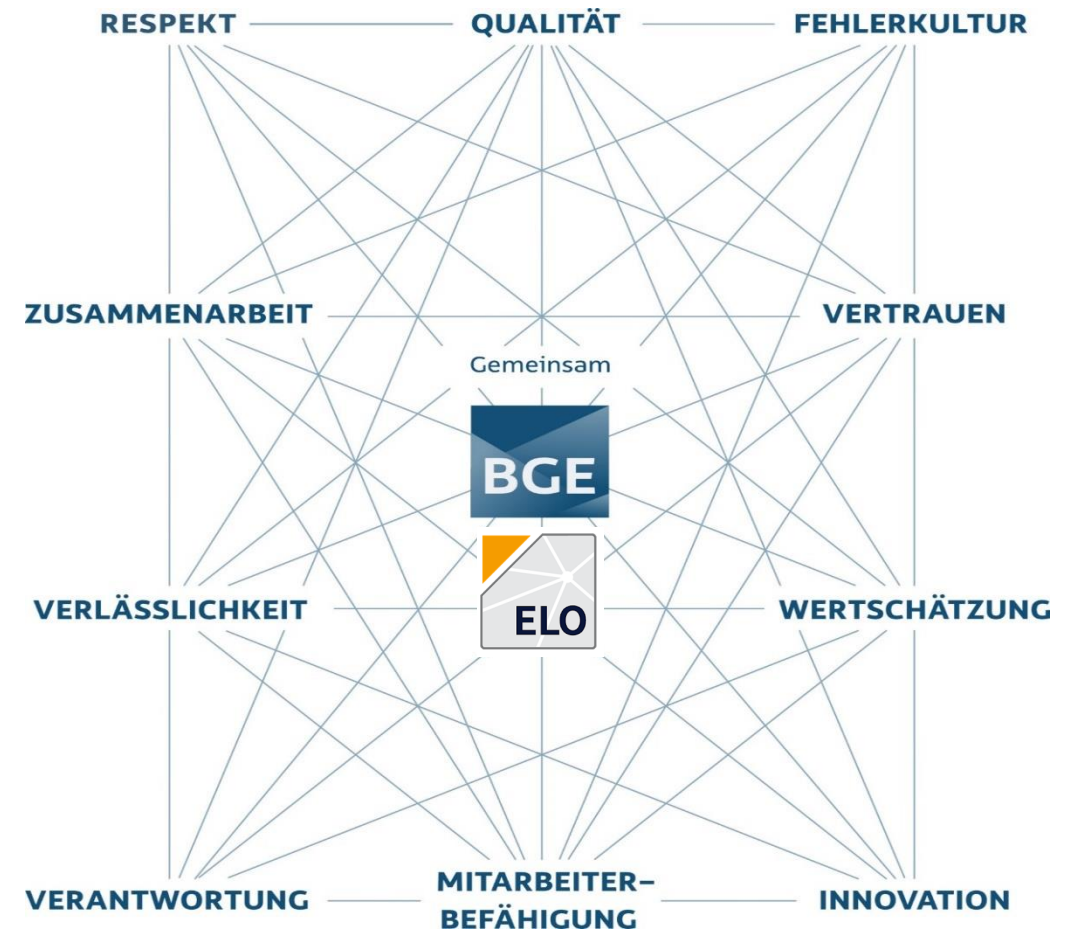 RESPEKT
QUALITÄT
FEHLERKULTUR
ZUSAMMENARBEIT
VERTRAUEN
Gemeinsam
BGE
ELO
VERLÄSSLICHKEIT
WERTSCHÄTZUNG
VERANTWORTUNG
MITARBEITER–
BEFÄHIGUNG
INNOVATION